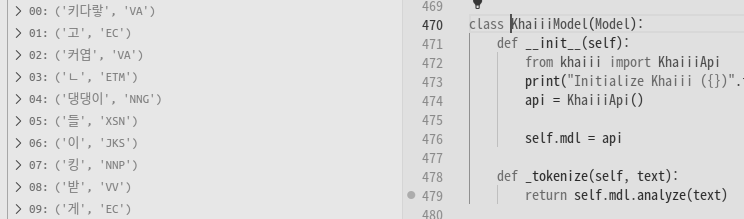 00: ('키다랗', 'VA')
01: ('고', 'EC')
02: ('커엽', 'VA')
03: ('ㄴ', 'ETM')
04: ('댕댕이', 'NNG')
05: ('들', 'XSN')
06: ('이', 'JKS')
07: ('킹', 'NNP')
08: ('받', 'VV')
09: ('게', 'EC')
469
470 class KhaiiiModel(Model):
471 def __init__(self):
472 from khaiii import KhaiiiApi
473 print("Initialize Khaiii ({})".
474 api = KhaiiiApi()
475
476 self.mdl = api
477
478 def _tokenize(self, text):
479 return self.mdl.analyze(text)
480